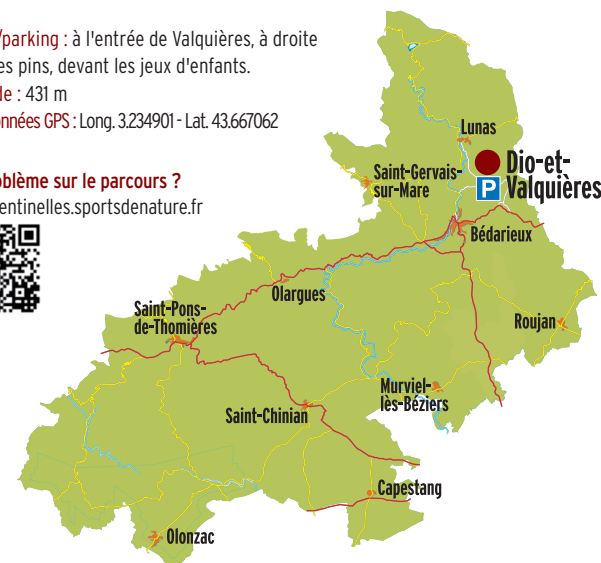 /parking : à l'entrée de Valquières, à droite
es pins, devant les jeux d'enfants.
de : 431 m
nnées GPS : Long. 3.234901 - Lat. 43.667062
oblème sur le parcours ?
entinelles.sportsdenature.fr
Lunas
Dio-et-
Valquières
P
Saint-Gervais-
sur-Mare
Bédarieux
Olargues
Saint-Pons-
de-Thomières
Roujan
Murviel-
lès-Béziers
Saint-Chinian
Capestang
Olonzac